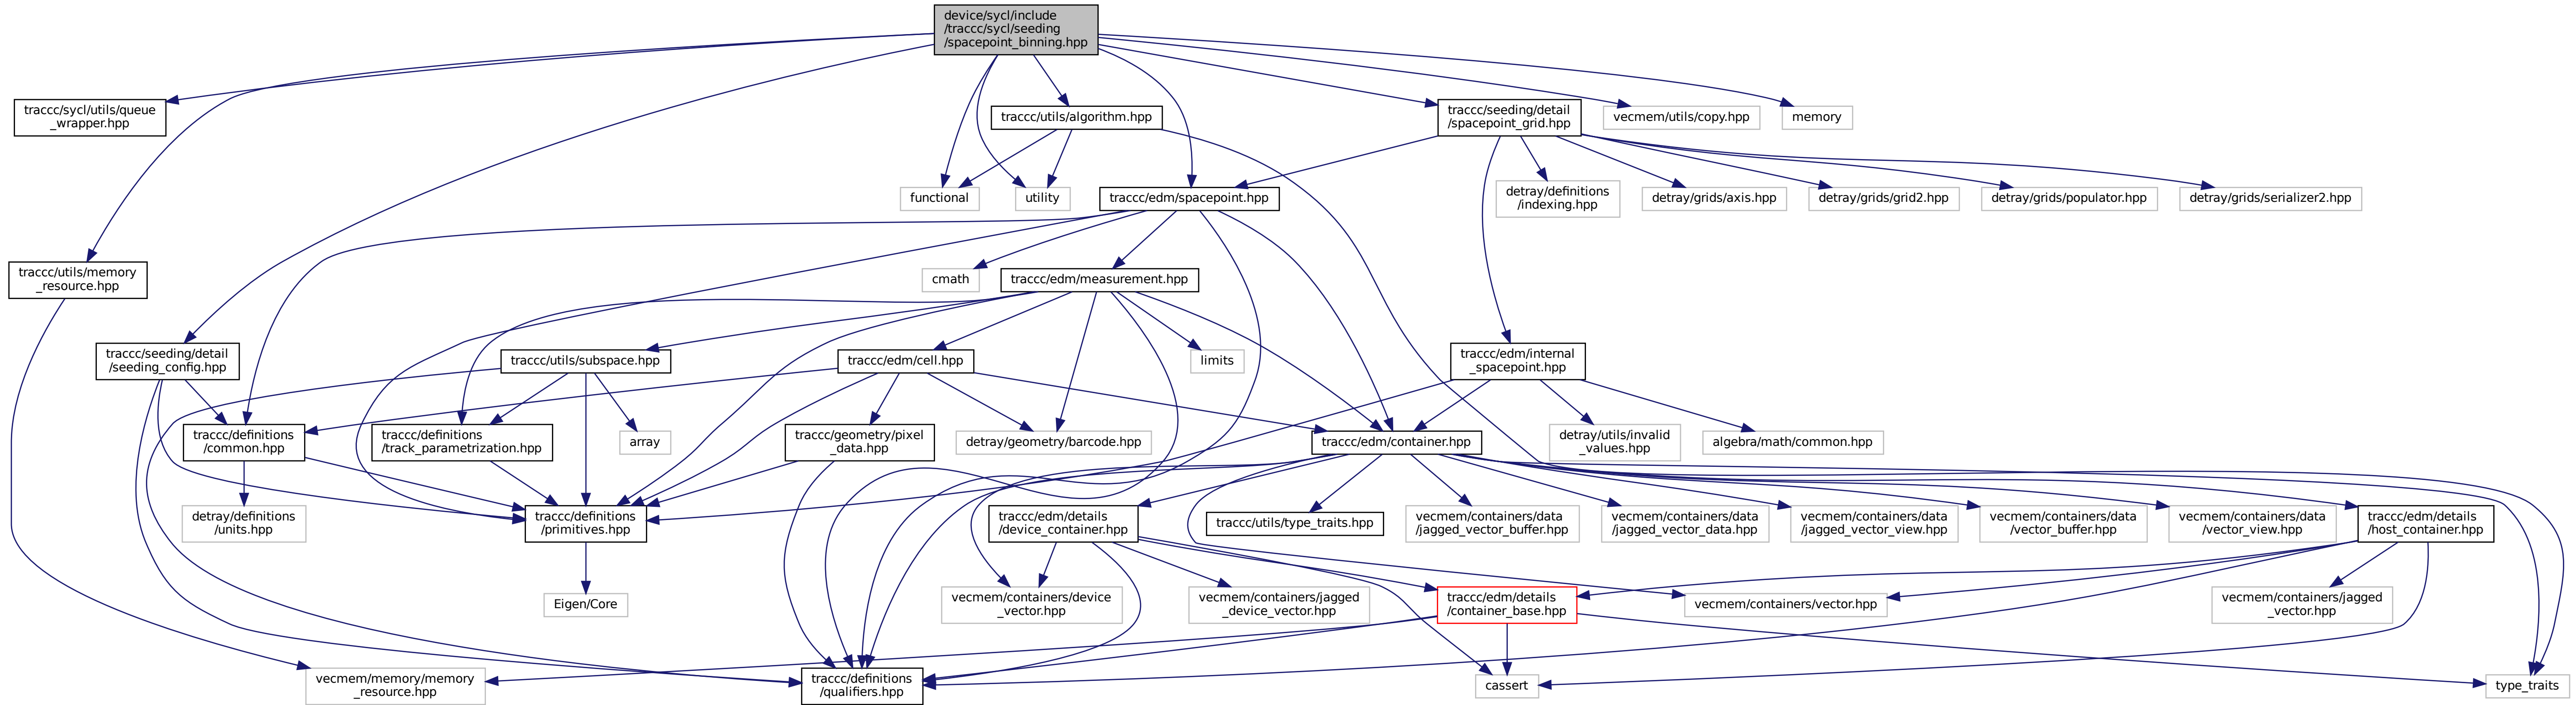 device/sycl/include
/traccc/sycl/seeding
/spacepoint_binning.hpp
traccc/sycl/utils/queue
_wrapper.hpp
traccc/utils/algorithm.hpp
traccc/seeding/detail
/spacepoint_grid.hpp
vecmem/utils/copy.hpp
memory
functional
utility
traccc/edm/spacepoint.hpp
detray/definitions
/indexing.hpp
detray/grids/axis.hpp
detray/grids/grid2.hpp
detray/grids/populator.hpp
detray/grids/serializer2.hpp
traccc/utils/memory
_resource.hpp
cmath
traccc/edm/measurement.hpp
traccc/seeding/detail
/seeding_config.hpp
traccc/utils/subspace.hpp
traccc/edm/cell.hpp
limits
traccc/edm/internal
_spacepoint.hpp
traccc/definitions
/common.hpp
traccc/definitions
/track_parametrization.hpp
array
traccc/geometry/pixel
_data.hpp
detray/geometry/barcode.hpp
traccc/edm/container.hpp
detray/utils/invalid
_values.hpp
algebra/math/common.hpp
detray/definitions
/units.hpp
traccc/definitions
/primitives.hpp
traccc/edm/details
/device_container.hpp
traccc/utils/type_traits.hpp
vecmem/containers/data
/jagged_vector_buffer.hpp
vecmem/containers/data
/jagged_vector_data.hpp
vecmem/containers/data
/jagged_vector_view.hpp
vecmem/containers/data
/vector_buffer.hpp
vecmem/containers/data
/vector_view.hpp
traccc/edm/details
/host_container.hpp
Eigen/Core
vecmem/containers/device
_vector.hpp
vecmem/containers/jagged
_device_vector.hpp
traccc/edm/details
/container_base.hpp
vecmem/containers/vector.hpp
vecmem/containers/jagged
_vector.hpp
vecmem/memory/memory
_resource.hpp
traccc/definitions
/qualifiers.hpp
cassert
type_traits